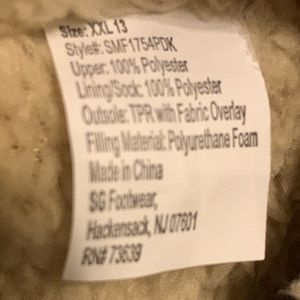 Size: XXL 13
Style#: SMF1754PDK
Upper: 100% Polyester
Lining/Sock: 100% Polyester
Outsole: TPR with Fabric Overlay
Filling Material: Polyurethane Foam
Made in China
SG Footwear,
Hackensack, NJ 07601
RN# 73639